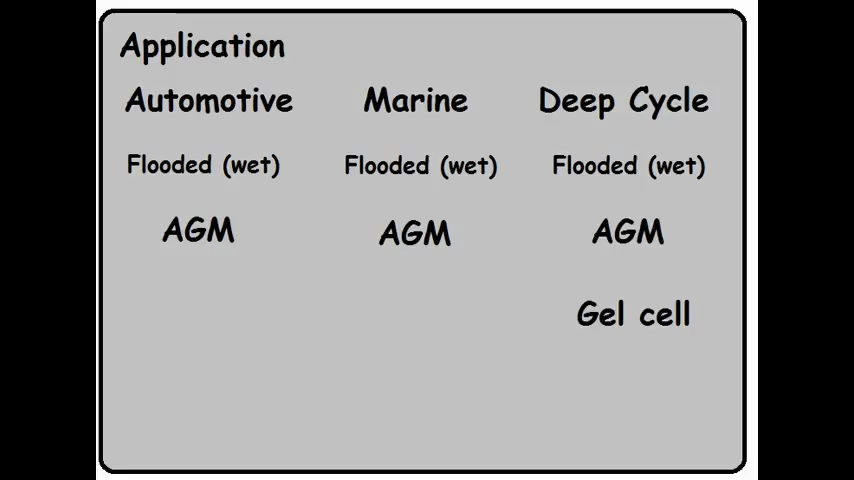 Application
Automotive Marine Deep Cycle
Flooded (wet) Flooded (wet) Flooded (wet)
AGM AGM AGM
Gel cell